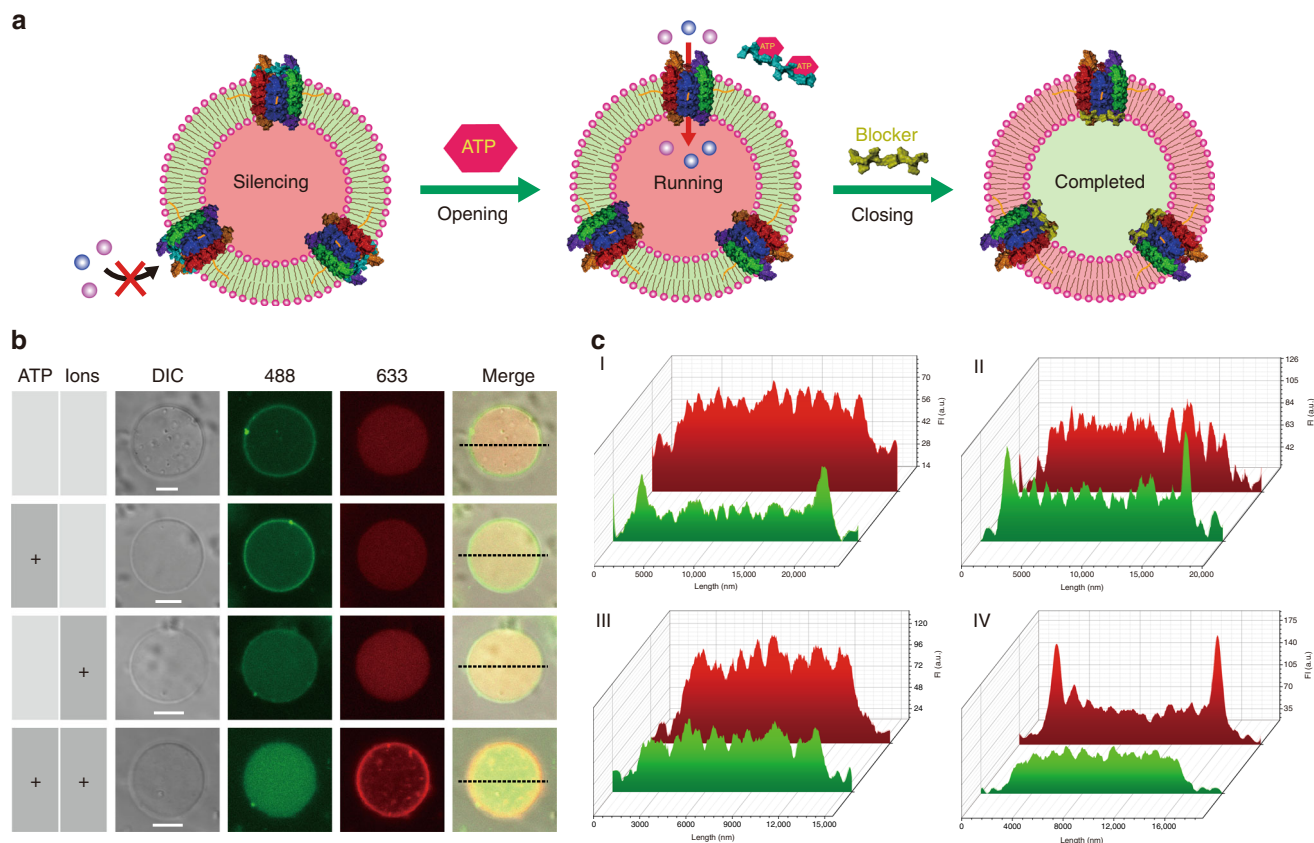 a
ATP
ATP
Silencing
ATP
Opening
Running
Blocker
Closing
Completed
b
ATP Ions DIC 488 633 Merge
+
+
+ +
c
I
70
56
42
28
14
FI (a.u.)
0 5000 10,000 15,000 20,000
Length (nm)
II
126
105
84
63
42
FI (a.u.)
0 5000 10,000 15,000 20,000
Length (nm)
III
120
96
72
48
24
FI (a.u.)
0 3000 6000 9000 12,000 15,000
Length (nm)
IV
175
140
105
70
35
FI (a.u.)
0 4000 8000 12,000 16,000
Length (nm)